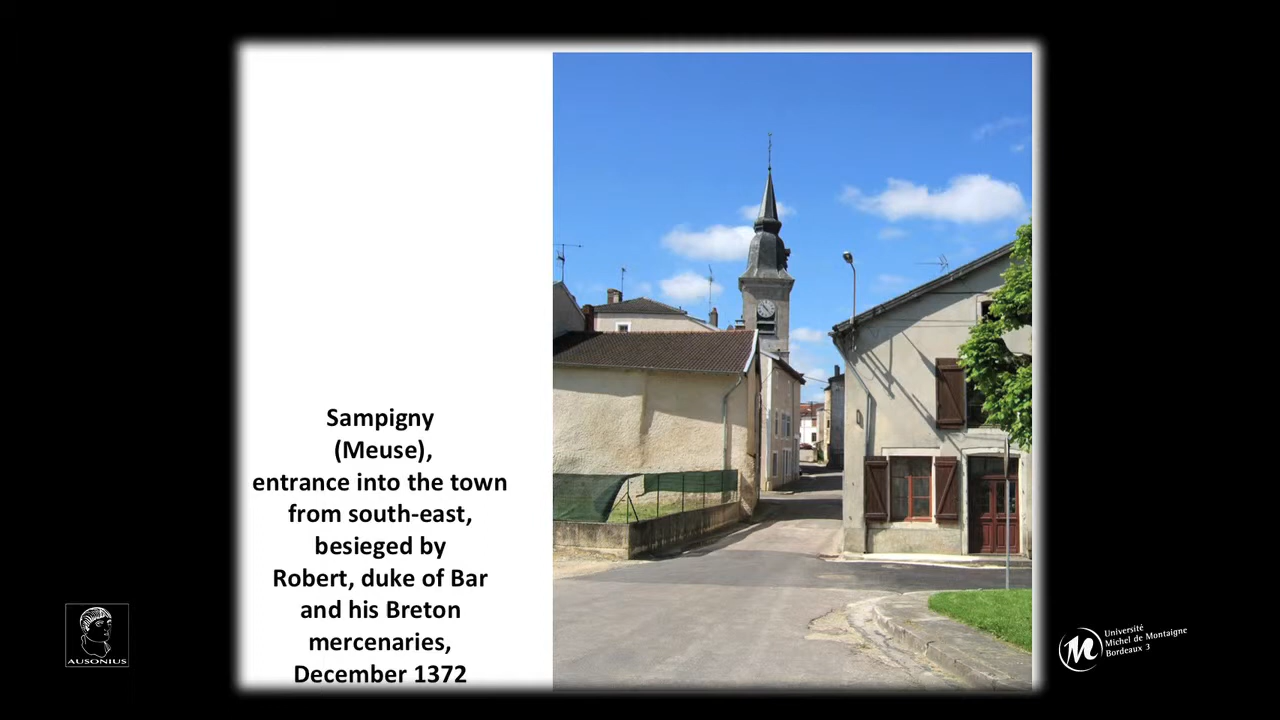 Sampigny
(Meuse),
entrance into the town
from south-east,
besieged by
Robert, duke of Bar
and his Breton
mercenaries,
December 1372
AUSONIUS
Université
Michel de Montaigne
Bordeaux 3